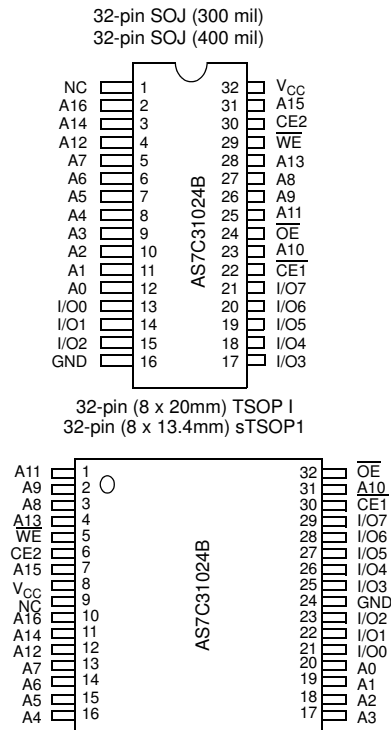 32-pin SOJ (300 mil)
32-pin SOJ (400 mil)
NC 1 32 VCC
A16 2 31 A15
A14 3 30 CE2
A12 4 29 W̅E̅
A7 5 28 A13
A6 6 27 A8
A5 7 26 A9
A4 8 25 A11
A3 9 24 O̅E̅
A2 10 23 A10
A1 11 22 C̅E̅1̅
A0 12 21 I/O7
I/O0 13 20 I/O6
I/O1 14 19 I/O5
I/O2 15 18 I/O4
GND 16 17 I/O3
AS7C31024B
32-pin (8 x 20mm) TSOP I
32-pin (8 x 13.4mm) sTSOP1
A11 1 32 O̅E̅
A9 2 31 A10
A8 3 30 C̅E̅1̅
A13 4 29 I/O7
W̅E̅ 5 28 I/O6
CE2 6 27 I/O5
A15 7 26 I/O4
VCC 8 25 I/O3
NC 9 24 GND
A16 10 23 I/O2
A14 11 22 I/O1
A12 12 21 I/O0
A7 13 20 A0
A6 14 19 A1
A5 15 18 A2
A4 16 17 A3
AS7C31024B